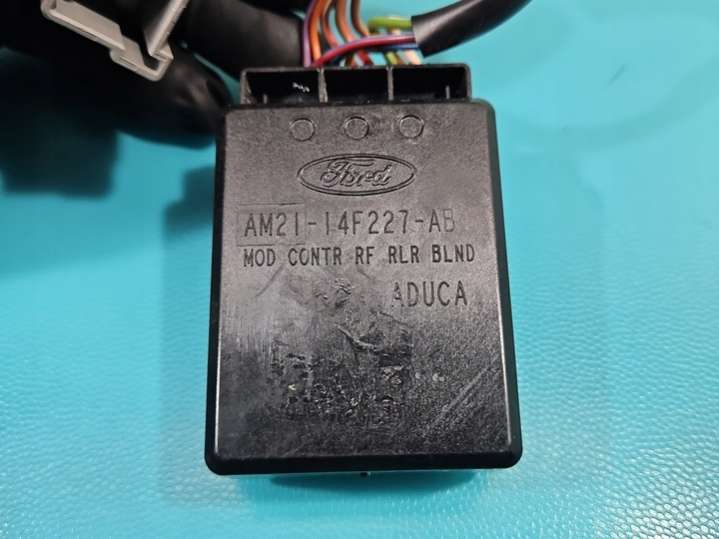 Ford
AM21-14F227-AB
MOD CONTR RF RLR BLND
ADUCA